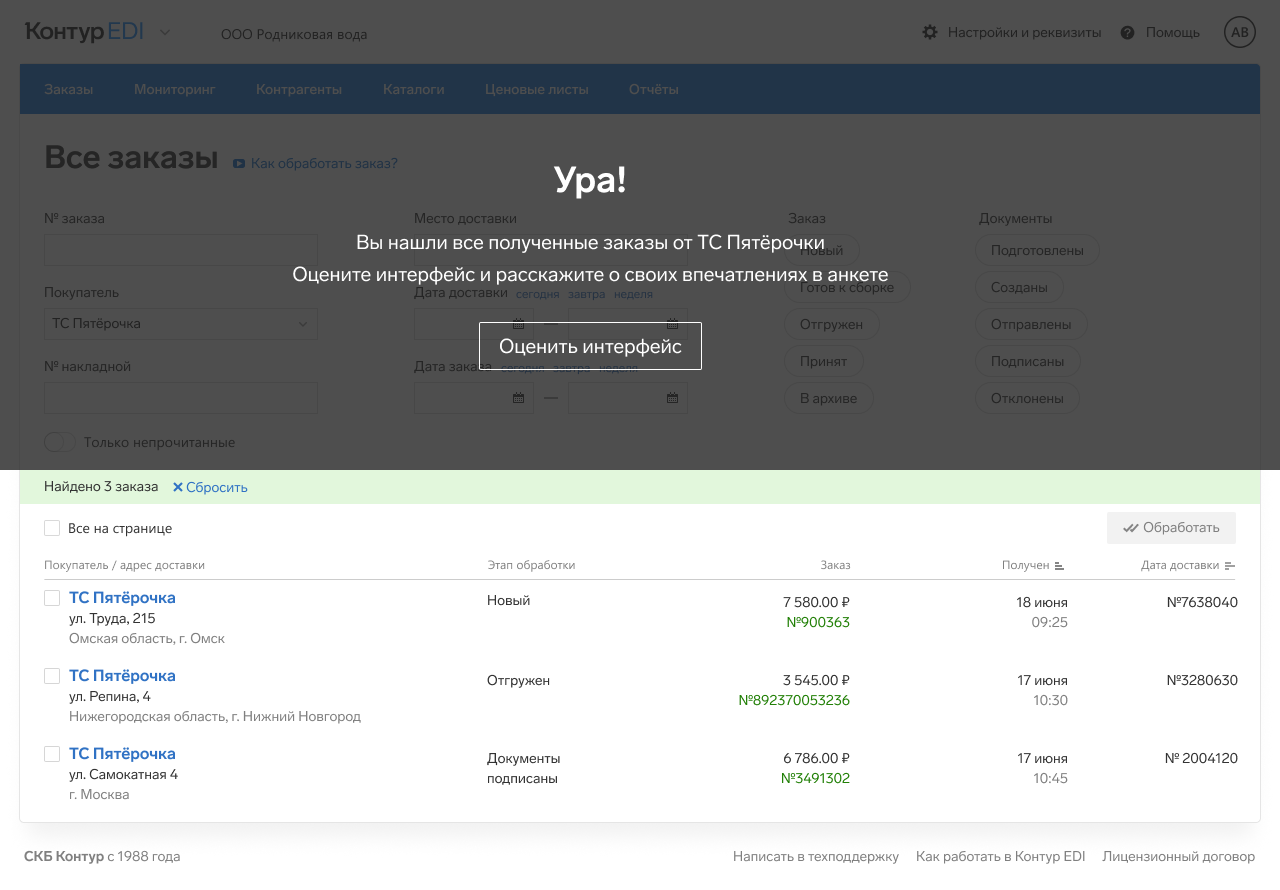 Контур EDI
ООО Родниковая вода
Настройки и реквизиты
Помощь
АВ
Заказы Мониторинг Контрагенты Каталоги Ценовые листы Отчёты
Все заказы
Как обработать заказ?
Ура!
Вы нашли все полученные заказы от ТС Пятёрочки
Оцените интерфейс и расскажите о своих впечатлениях в анкете
Оценить интерфейс
№ заказа
Покупатель
ТС Пятёрочка
№ накладной
Только непрочитанные
Место доставки
Дата доставки сегодня завтра неделя
—
Дата заказа сегодня завтра неделя
—
Заказ
Новый
Готов к сборке
Отгружен
Принят
В архиве
Документы
Подготовлены
Созданы
Отправлены
Подписаны
Отклонены
Найдено 3 заказа Сбросить
Все на странице
Обработать
Покупатель / адрес доставки Этап обработки Заказ Получен Дата доставки
ТС Пятёрочка
ул. Труда, 215
Омская область, г. Омск
Новый
7 580.00 ₽
№900363
18 июня
09:25
№7638040
ТС Пятёрочка
ул. Репина, 4
Нижегородская область, г. Нижний Новгород
Отгружен
3 545.00 ₽
№892370053236
17 июня
10:30
№3280630
ТС Пятёрочка
ул. Самокатная 4
г. Москва
Документы
подписаны
6 786.00 ₽
№3491302
17 июня
10:45
№ 2004120
СКБ Контур с 1988 года
Написать в техподдержку Как работать в Контур EDI Лицензионный договор